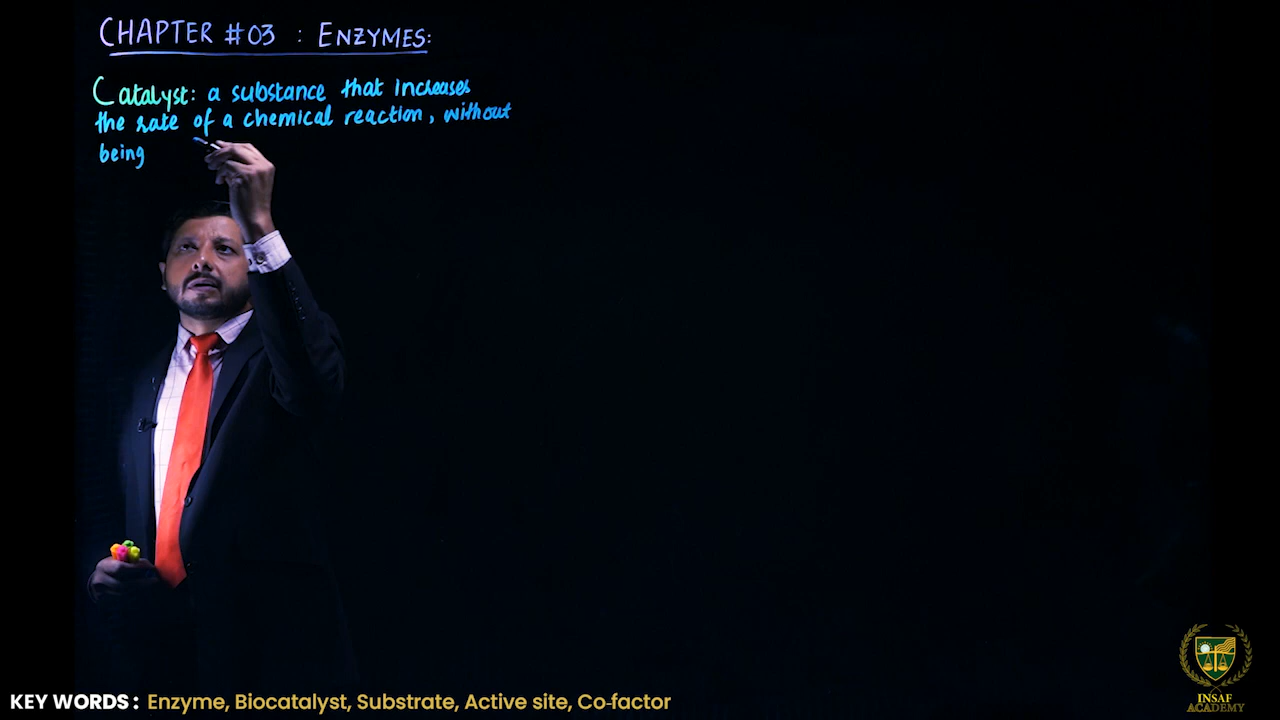 CHAPTER #03 : ENZYMES:
Catalyst: a substance that increases
the rate of a chemical reaction, without
being
KEY WORDS : Enzyme, Biocatalyst, Substrate, Active site, Co-factor
INSAF
ACADEMY